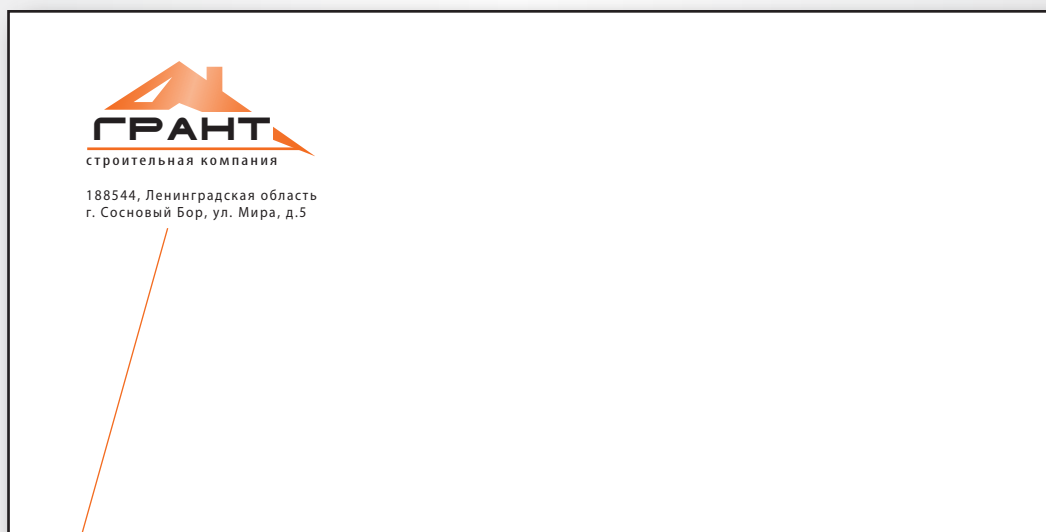 ГРАНТ
строительная компания
188544, Ленинградская область
г. Сосновый Бор, ул. Мира, д.5